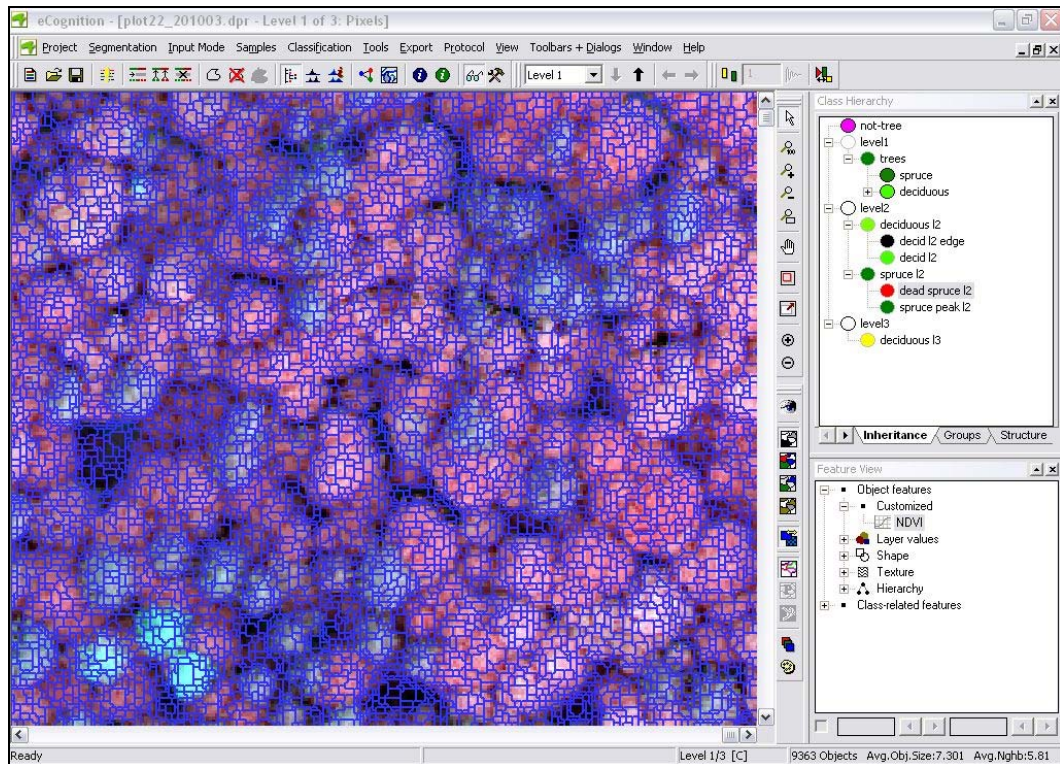 eCognition - [plot22_201003.dpr - Level 1 of 3: Pixels]
Project Segmentation Input Mode Samples Classification Tools Export Protocol View Toolbars + Dialogs Window Help
Level 1
1
Class Hierarchy
not-tree
level1
trees
spruce
deciduous
level2
deciduous l2
decid l2 edge
decid l2
spruce l2
dead spruce l2
spruce peak l2
level3
deciduous l3
Inheritance Groups Structure
Feature View
Object features
Customized
NDVI
Layer values
Shape
Texture
Hierarchy
Class-related features
Ready
Level 1/3 [C]
9363 Objects Avg.Obj.Size:7.301 Avg.Nghb:5.81